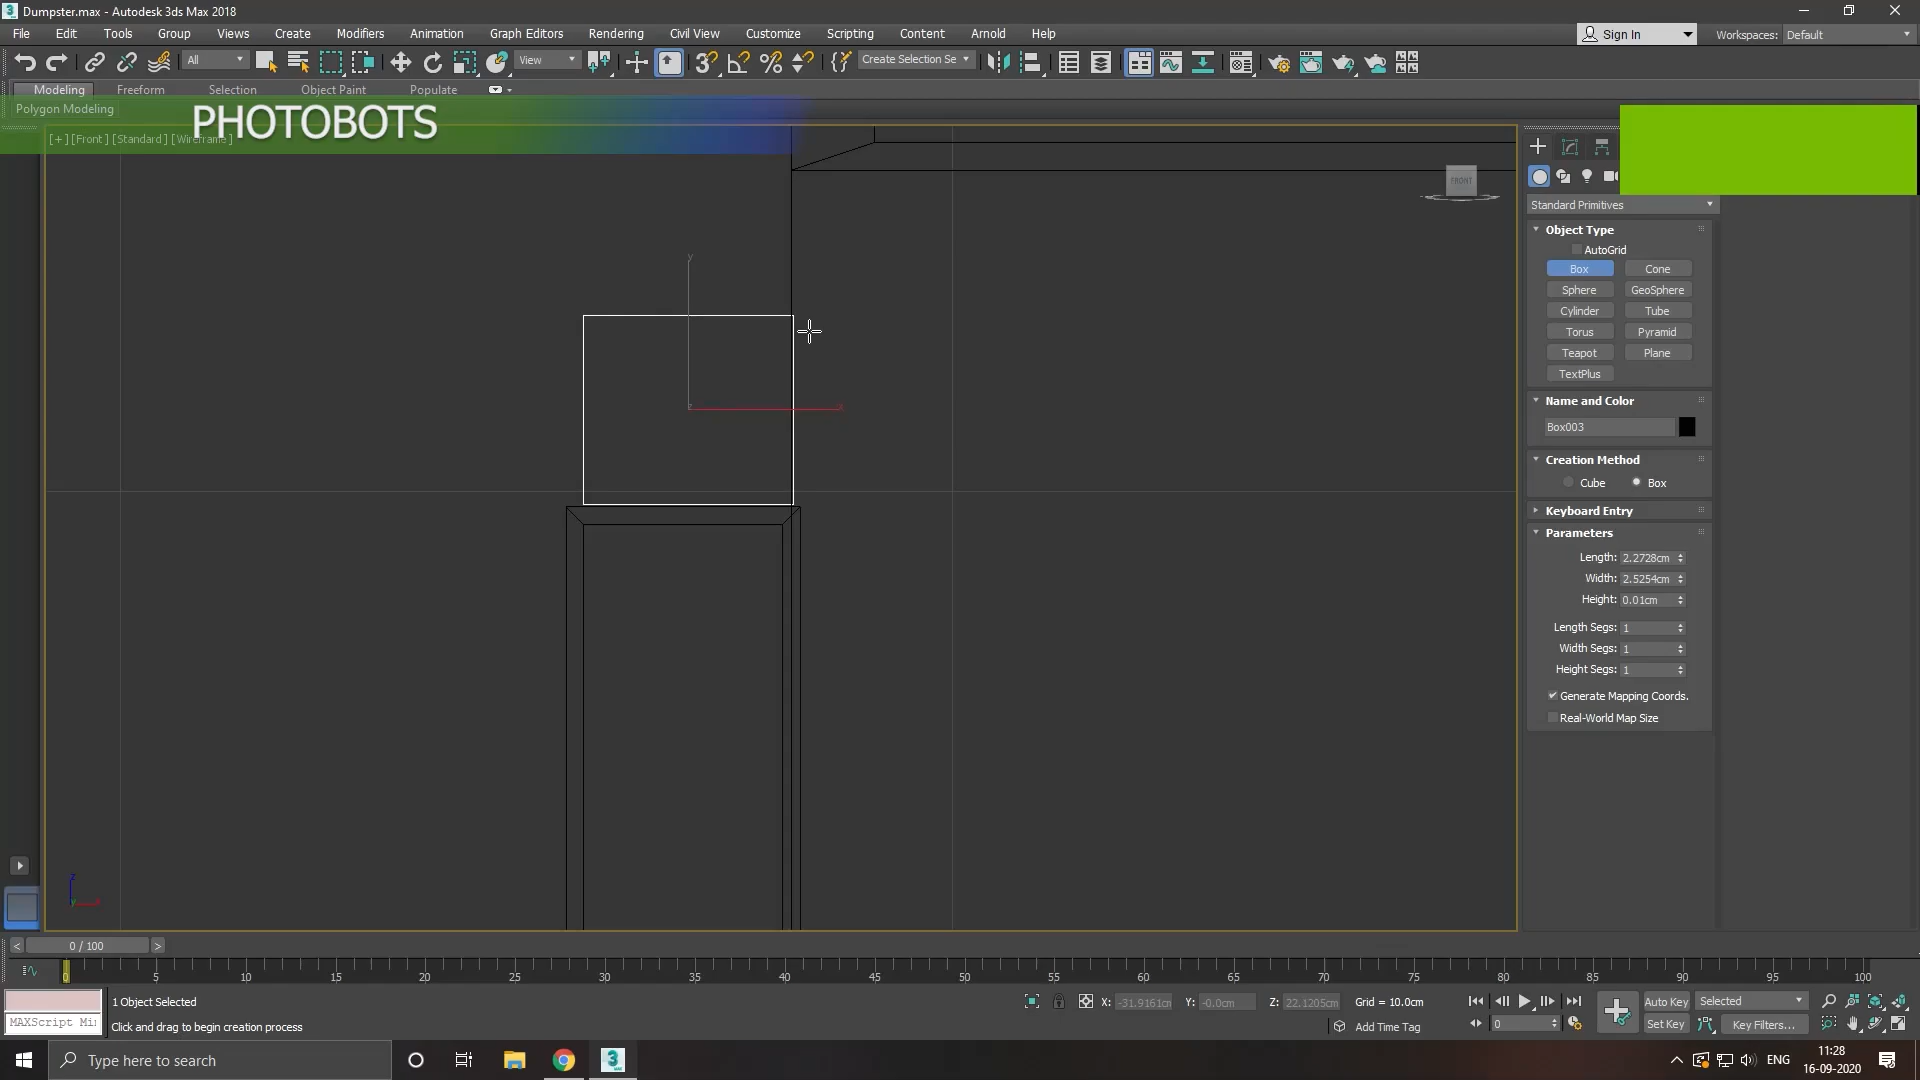 Dumpster.max - Autodesk 3ds Max 2018
File Edit Tools Group Views Create Modifiers Animation Graph Editors Rendering Civil View Customize Scripting Content Arnold Help
Sign In Workspaces: Default
All View Create Selection Se
Modeling Freeform Selection Object Paint Populate
Polygon Modeling
PHOTOBOTS
[+] [Front] [Standard] [Wireframe]
FRONT
Standard Primitives
Object Type
AutoGrid
Box Cone
Sphere GeoSphere
Cylinder Tube
Torus Pyramid
Teapot Plane
TextPlus
Name and Color
Box003
Creation Method
Cube Box
Keyboard Entry
Parameters
Length: 2.2728cm
Width: 2.5254cm
Height: 0.01cm
Length Segs: 1
Width Segs: 1
Height Segs: 1
Generate Mapping Coords.
Real-World Map Size
y
x
z
< 0 / 100 >
0 5 10 15 20 25 30 35 40 45 50 55 60 65 70 75 80 85 90 95 100
1 Object Selected X: -31.9161cm Y: -0.0cm Z: 22.1205cm Grid = 10.0cm Auto Key Selected
MAXScript Mi Click and drag to begin creation process Add Time Tag 0 Set Key Key Filters...
Type here to search
ENG 11:28
16-09-2020